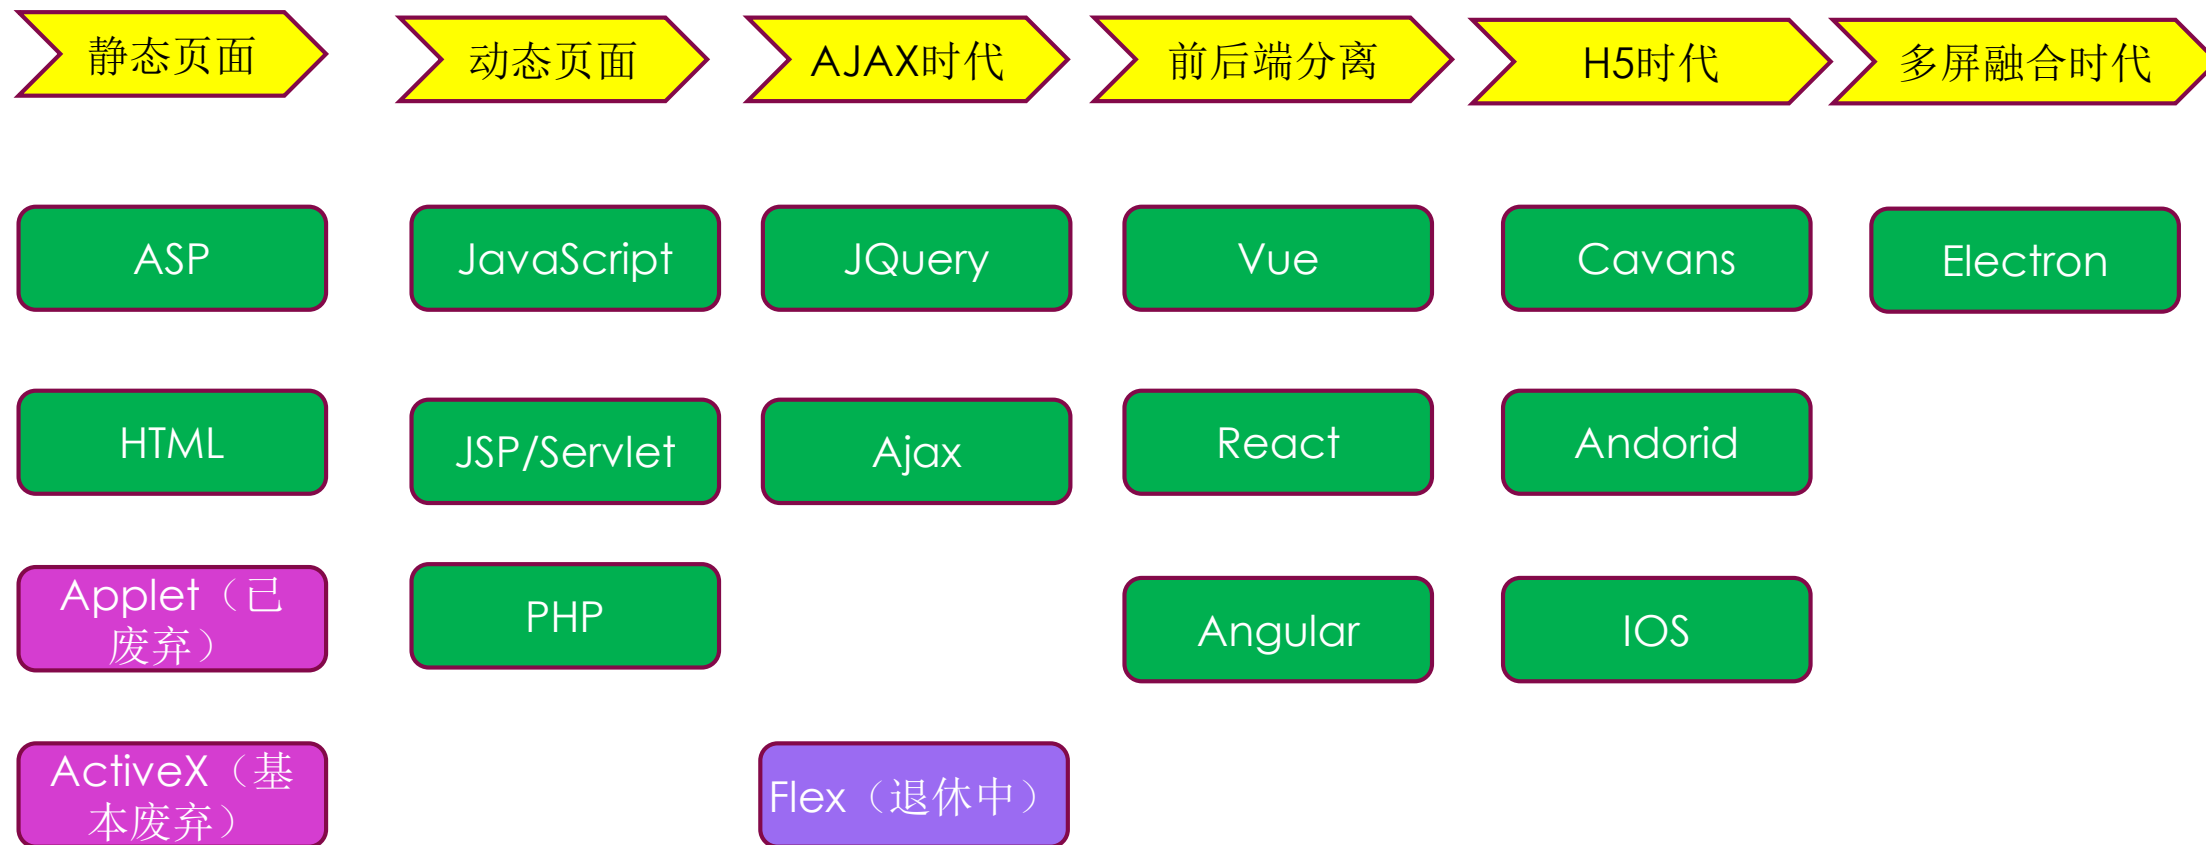 静态页面
动态页面
AJAX时代
前后端分离
H5时代
多屏融合时代
ASP
JavaScript
JQuery
Vue
Cavans
Electron
HTML
JSP/Servlet
Ajax
React
Andorid
Applet（已
废弃）
PHP
Angular
IOS
ActiveX（基
本废弃）
Flex（退休中）